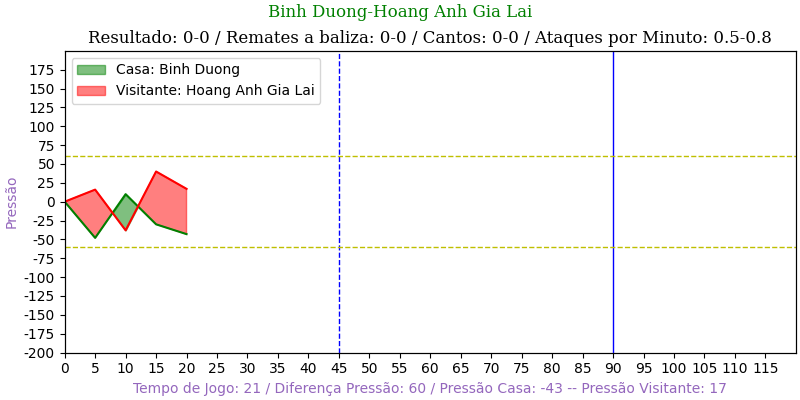 Binh Duong-Hoang Anh Gia Lai
Resultado: 0-0 / Remates a baliza: 0-0 / Cantos: 0-0 / Ataques por Minuto: 0.5-0.8
Casa: Binh Duong
Visitante: Hoang Anh Gia Lai
Pressão
175
150
125
100
75
50
25
0
-25
-50
-75
-100
-125
-150
-175
-200
0 5 10 15 20 25 30 35 40 45 50 55 60 65 70 75 80 85 90 95 100 105 110 115
Tempo de Jogo: 21 / Diferença Pressão: 60 / Pressão Casa: -43 -- Pressão Visitante: 17